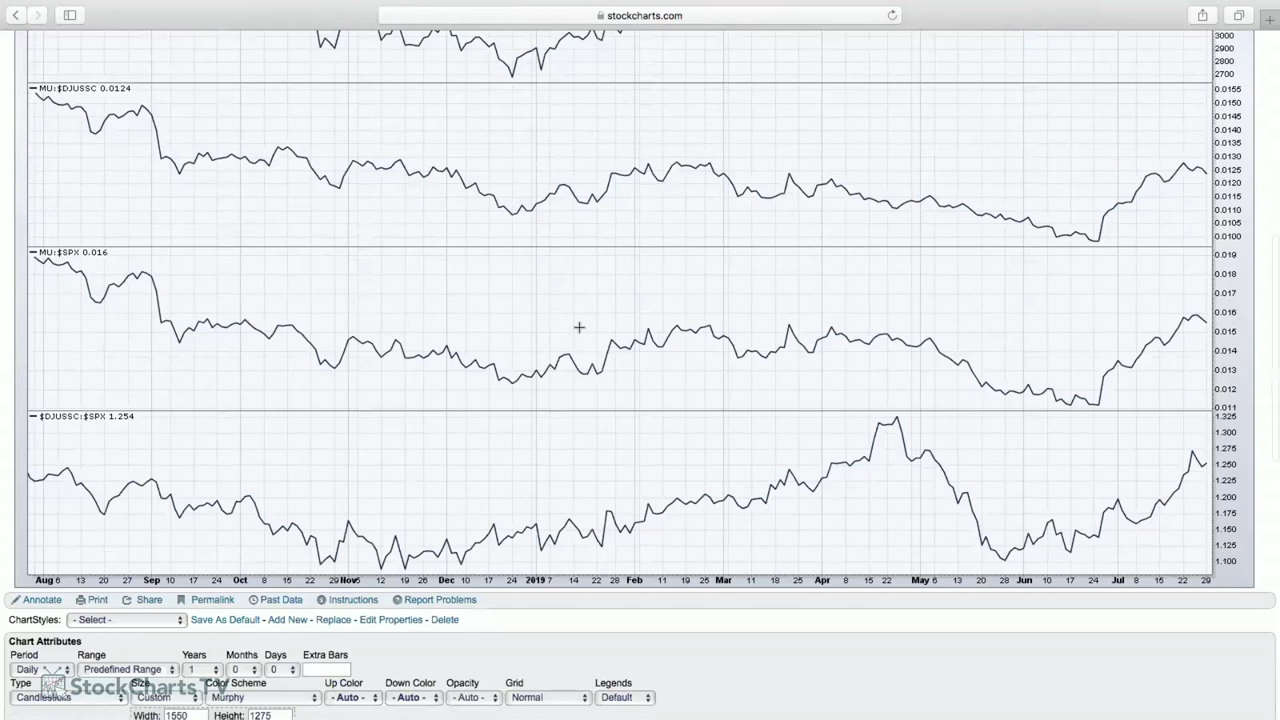 stockcharts.com
3000
2900
2800
2700
MU:$DJUSSC 0.0124
0.0155
0.0150
0.0145
0.0140
0.0135
0.0130
0.0125
0.0120
0.0115
0.0110
0.0105
0.0100
MU:$SPX 0.016
0.019
0.018
0.017
0.016
0.015
0.014
0.013
0.012
0.011
$DJUSSC:$SPX 1.254
1.325
1.300
1.275
1.250
1.225
1.200
1.175
1.150
1.125
1.100
Aug 6 13 20 27 Sep 10 17 24 Oct 8 15 22 29 Nov 5 12 19 26 Dec 10 17 24 2019 7 14 22 28 Feb 11 19 25 Mar 11 18 25 Apr 8 15 22 May 6 13 20 28 Jun 10 17 24 Jul 8 15 22 29
Annotate Print Share Permalink Past Data Instructions Report Problems
ChartStyles: - Select - Save As Default - Add New - Replace - Edit Properties - Delete
Chart Attributes
Period Range Years Months Days Extra Bars
Daily Predefined Range 1 0 0
Type Size Color Scheme Up Color Down Color Opacity Grid Legends
StockCharts TV
Candlesticks Custom Murphy - Auto - - Auto - - Auto - Normal Default
Width: 1550 Height: 1275